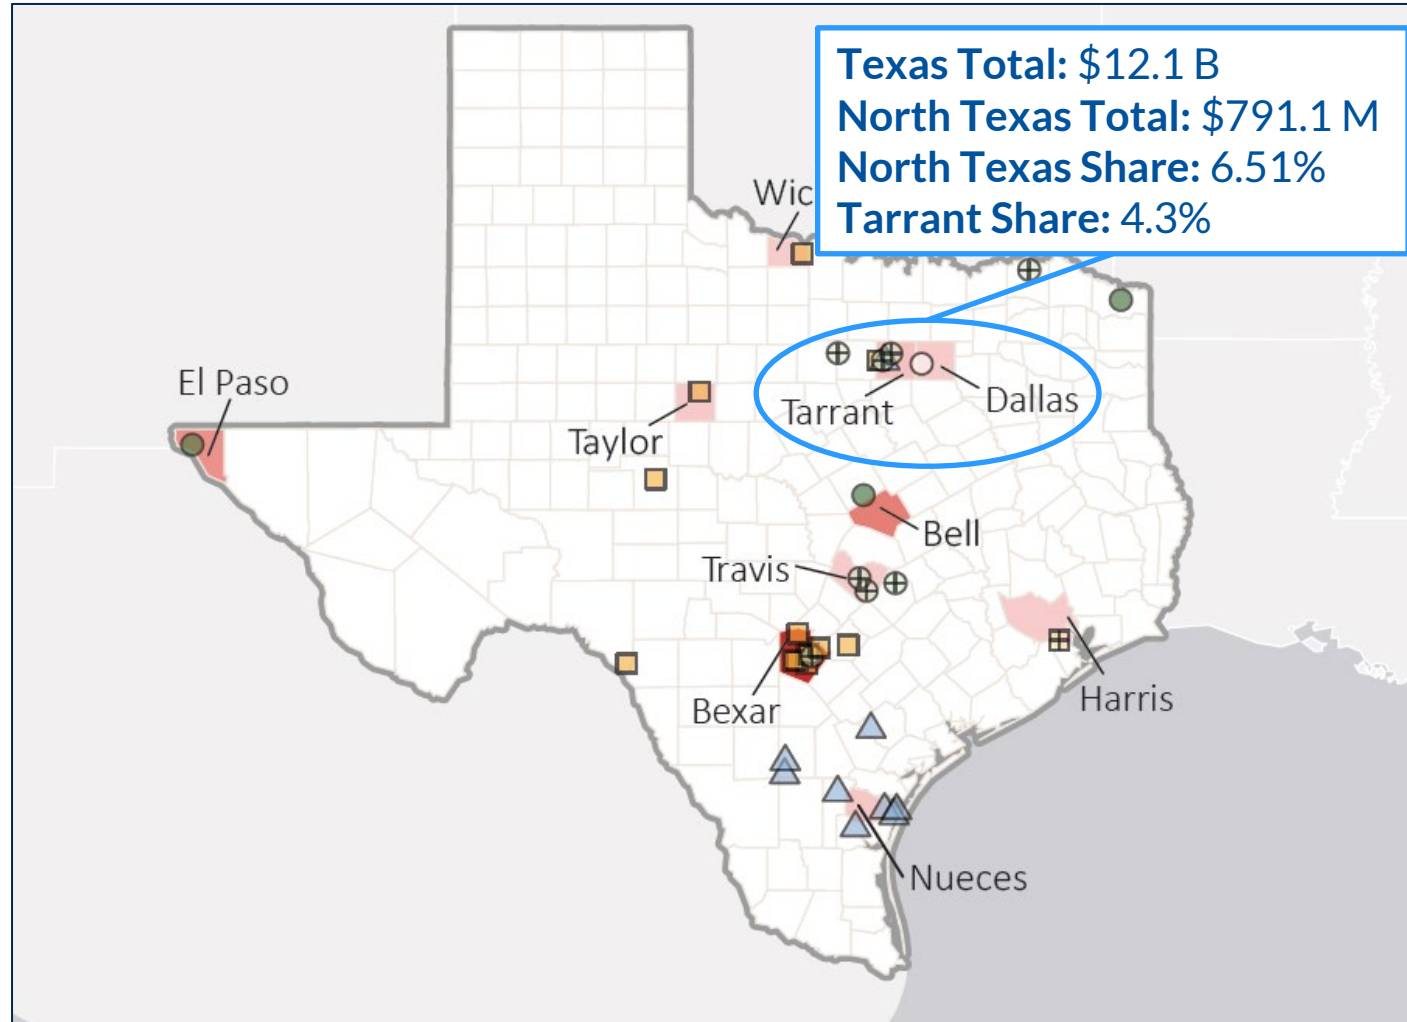 Texas Total: $12.1 B
North Texas Total: $791.1 M
North Texas Share: 6.51%
Tarrant Share: 4.3%
Wic
El Paso
Tarrant
Dallas
Taylor
Bell
Travis
Harris
Bexar
Nueces